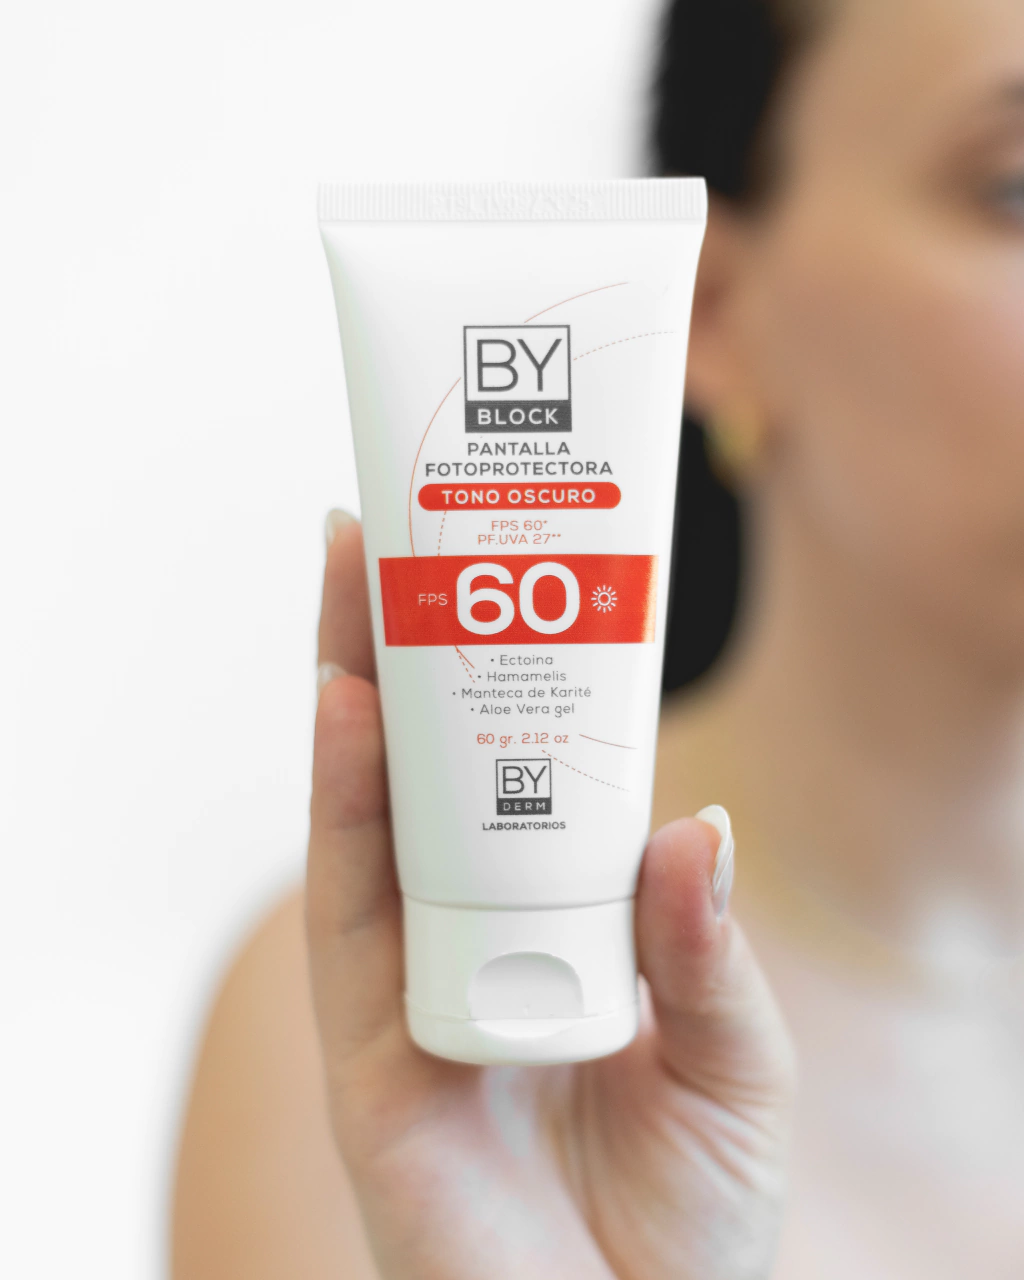 BY
BLOCK
PANTALLA
FOTOPROTECTORA
TONO OSCURO
FPS 60*
PF.UVA 27**
FPS 60
• Ectoina
• Hamamelis
• Manteca de Karité
• Aloe Vera gel
60 gr. 2.12 oz
BY
DERM
LABORATORIOS